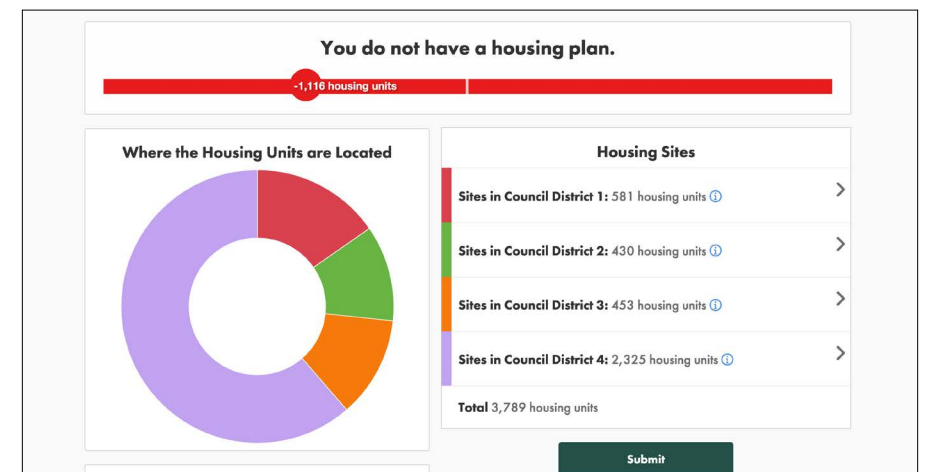 You do not have a housing plan.
-1,116 housing units
Where the Housing Units are Located
Housing Sites
Sites in Council District 1: 581 housing units
Sites in Council District 2: 430 housing units
Sites in Council District 3: 453 housing units
Sites in Council District 4: 2,325 housing units
Total 3,789 housing units
Submit